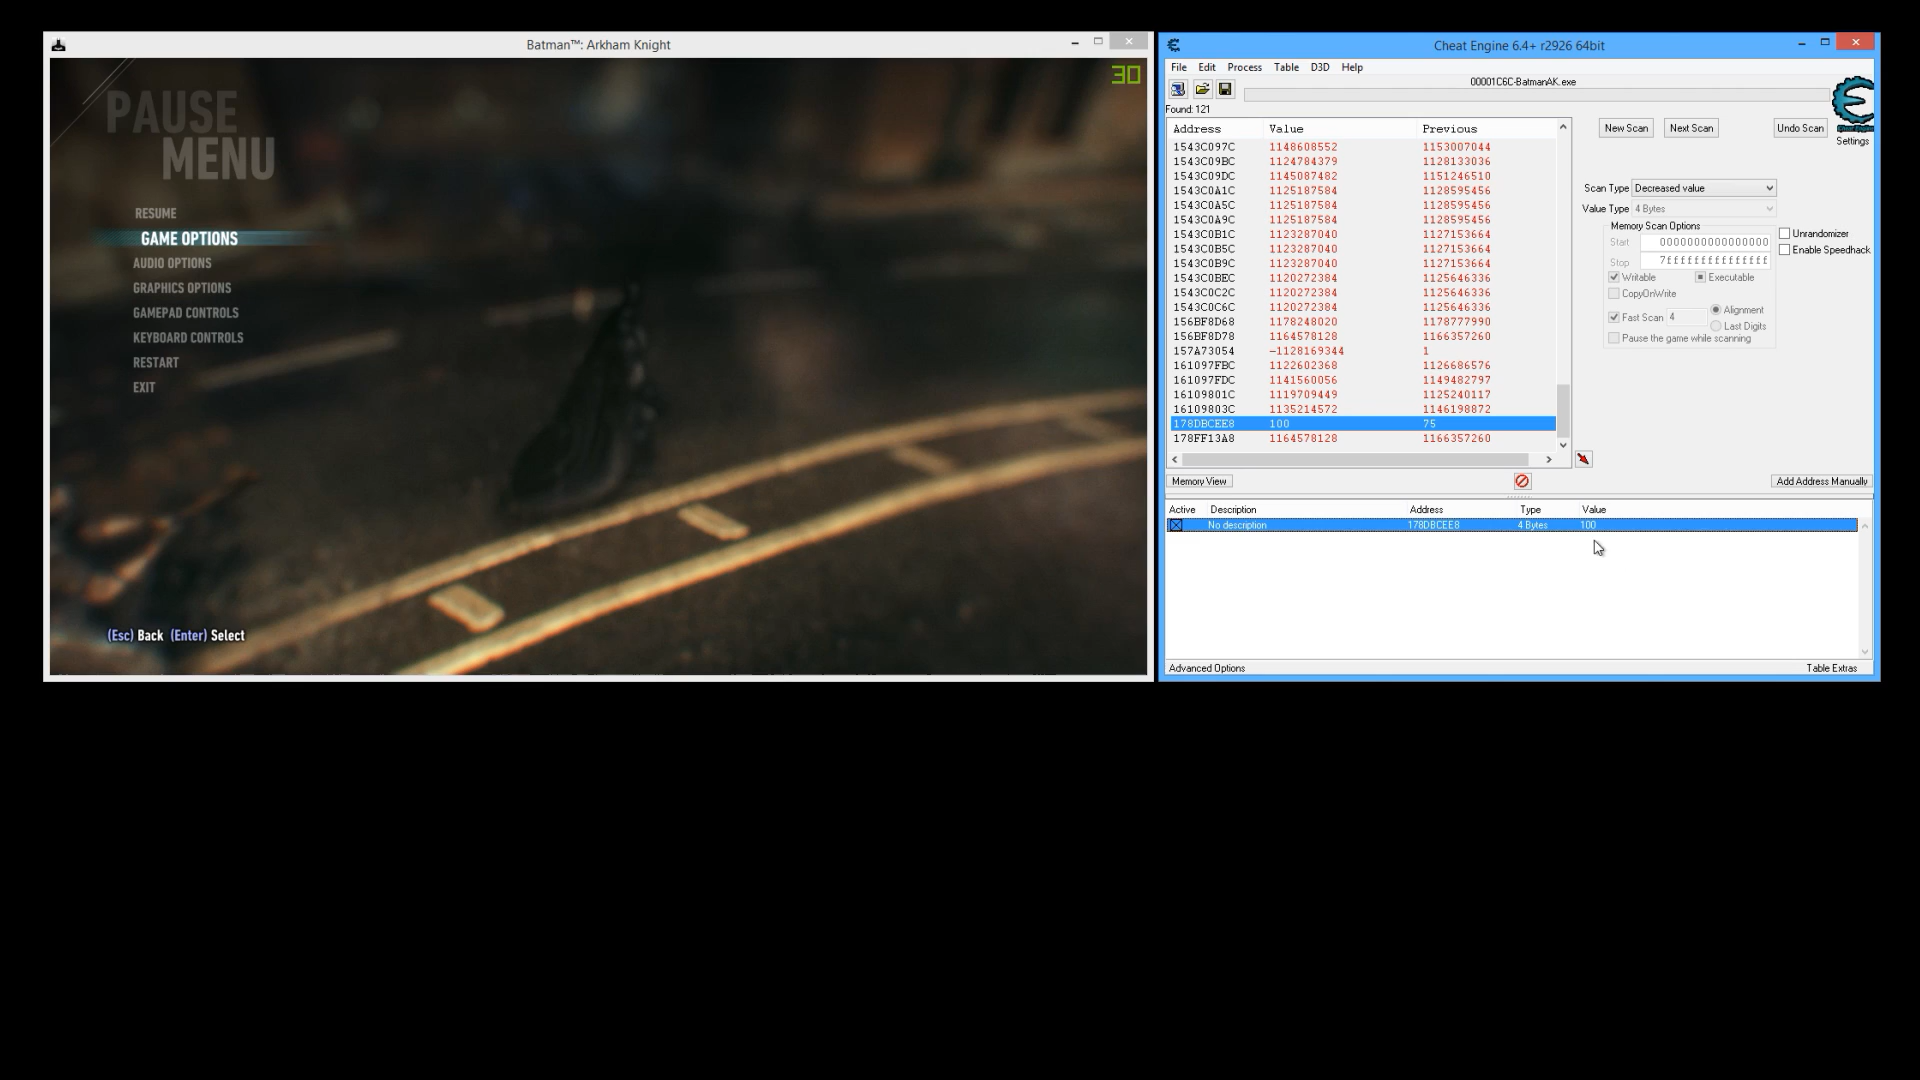 Batman™: Arkham Knight
30
PAUSE
MENU
RESUME
GAME OPTIONS
AUDIO OPTIONS
GRAPHICS OPTIONS
GAMEPAD CONTROLS
KEYBOARD CONTROLS
RESTART
EXIT
(Esc) Back (Enter) Select
Cheat Engine 6.4+ r2926 64bit
File Edit Process Table D3D Help
00001C6C-BatmanAK.exe
Found: 121
Address Value Previous
1543C097C 1148608552 1153007044
1543C09BC 1124784379 1128133036
1543C09DC 1145087482 1151246510
1543C0A1C 1125187584 1128595456
1543C0A5C 1125187584 1128595456
1543C0A9C 1125187584 1128595456
1543C0B1C 1123287040 1127153664
1543C0B5C 1123287040 1127153664
1543C0B9C 1123287040 1127153664
1543C0BEC 1120272384 1125646336
1543C0C2C 1120272384 1125646336
1543C0C6C 1120272384 1125646336
156BF8D68 1178248020 1178777990
156BF8D78 1164578128 1166357260
157A73054 -1128169344 1
161097FBC 1122602368 1126686576
161097FDC 1141560056 1149482797
16109801C 1119709449 1125240117
16109803C 1135214572 1146198872
178DBCEE8 100 75
178FF13A8 1164578128 1166357260
New Scan Next Scan Undo Scan
Settings
Scan Type Decreased value
Value Type 4 Bytes
Memory Scan Options
Start 0000000000000000
Stop 7fffffffffffffff
Writable Executable
CopyOnWrite
Fast Scan 4 Alignment
Last Digits
Pause the game while scanning
Unrandomizer
Enable Speedhack
Memory View Add Address Manually
Active Description Address Type Value
No description 178DBCEE8 4 Bytes 100
Advanced Options Table Extras